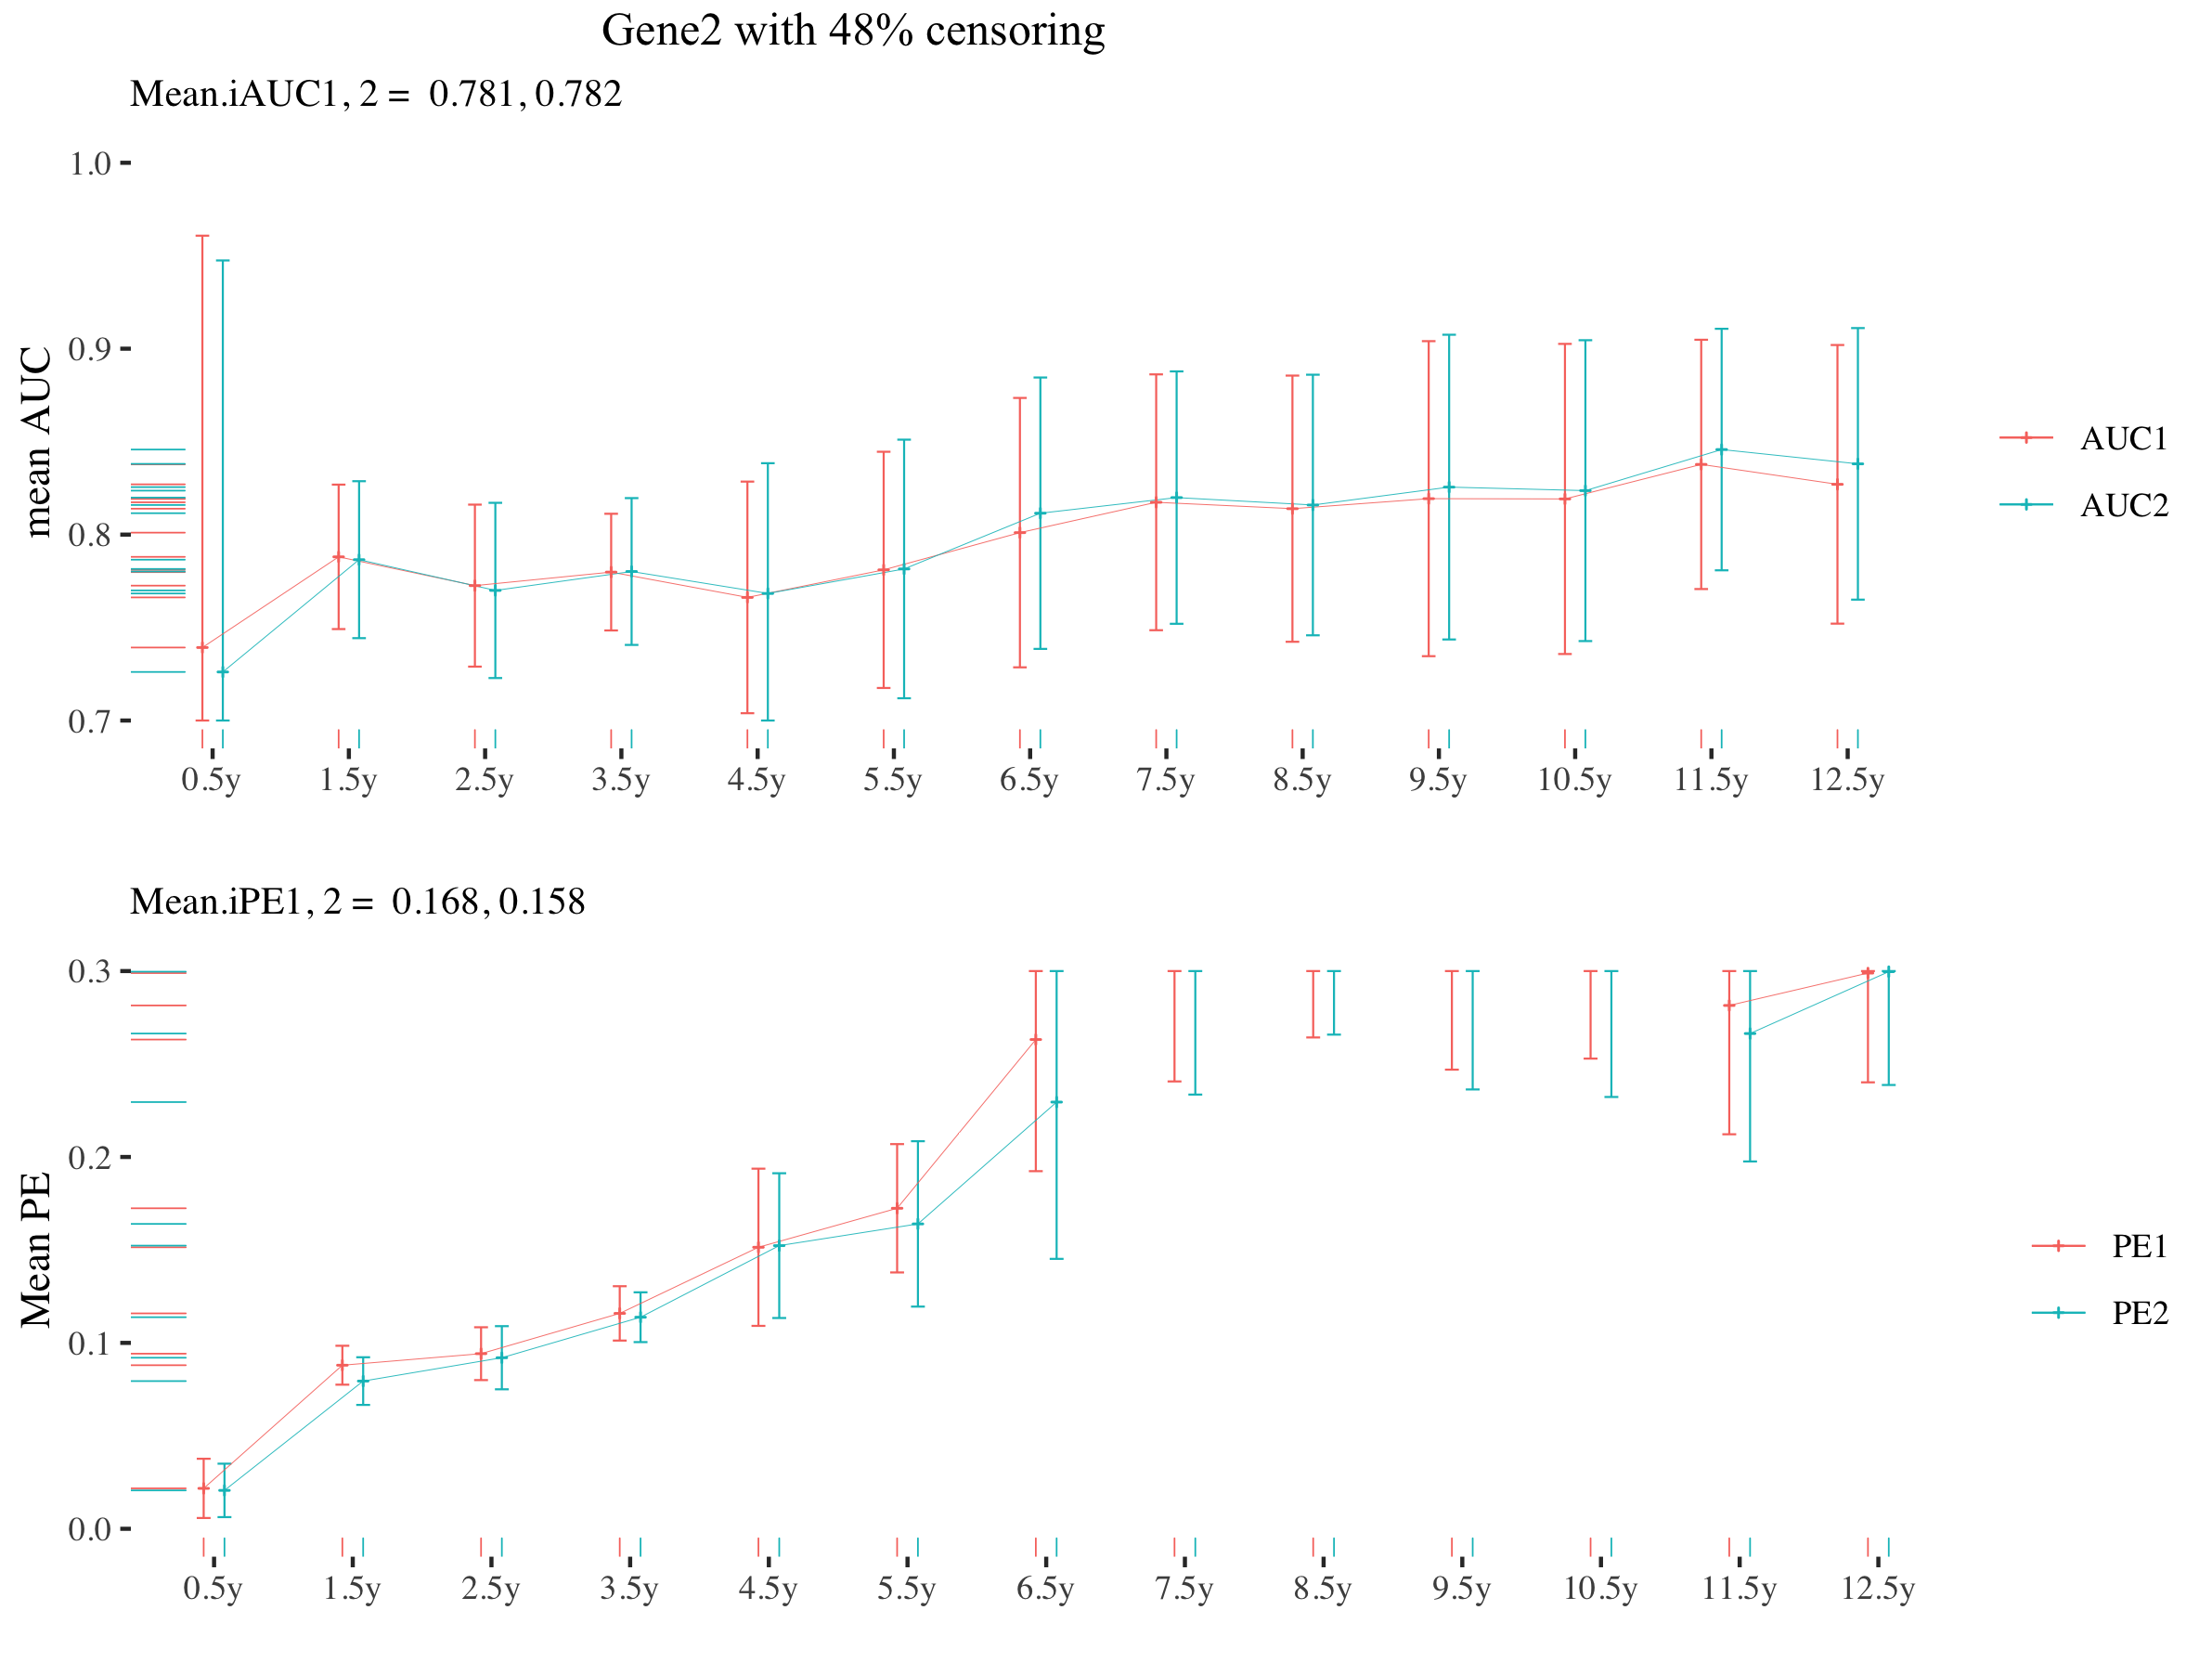 Gene2 with 48% censoring
Mean.iAUC1, 2 = 0.781, 0.782
1.0
0.9
0.8
0.7
mean AUC
AUC1
AUC2
0.5y 1.5y 2.5y 3.5y 4.5y 5.5y 6.5y 7.5y 8.5y 9.5y 10.5y 11.5y 12.5y
Mean.iPE1, 2 = 0.168, 0.158
0.3
0.2
0.1
0.0
Mean PE
PE1
PE2
0.5y 1.5y 2.5y 3.5y 4.5y 5.5y 6.5y 7.5y 8.5y 9.5y 10.5y 11.5y 12.5y